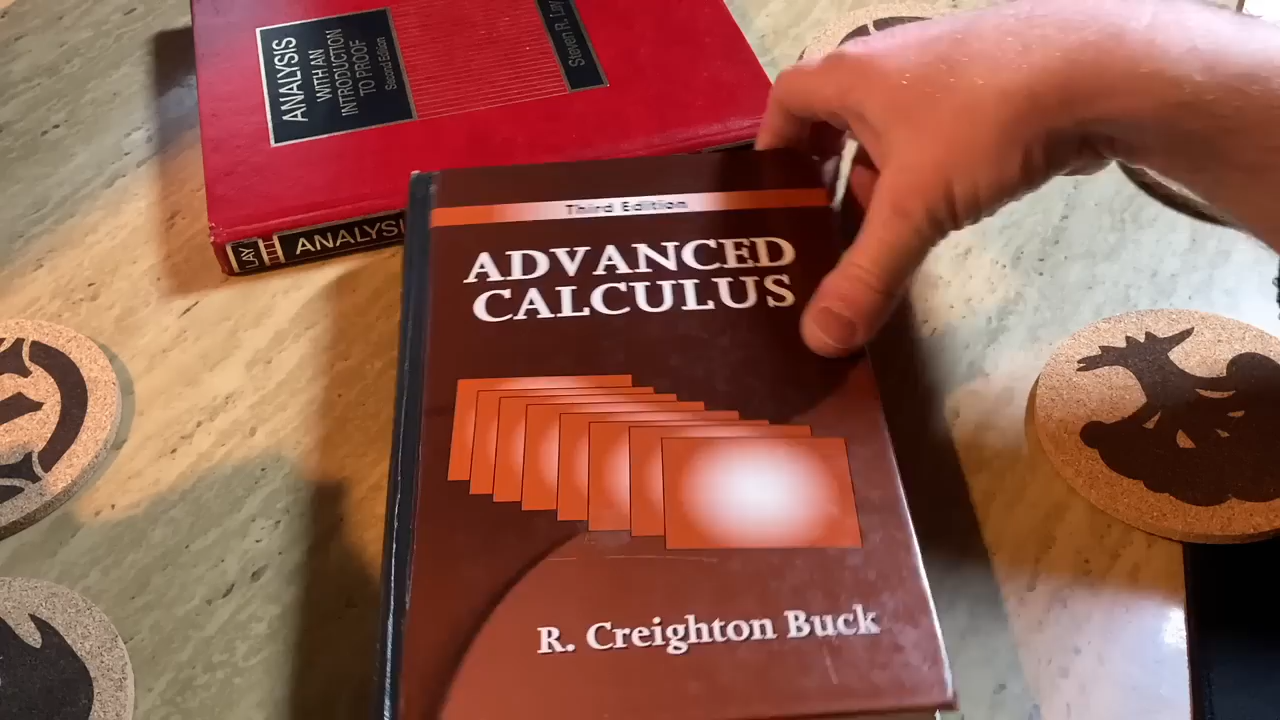 ANALYSIS
WITH AN
INTRODUCTION
TO PROOF
Second Edition
Steven R. Lay
LAY
ANALYSI
Third Edition
ADVANCED
CALCULUS
R. Creighton Buck